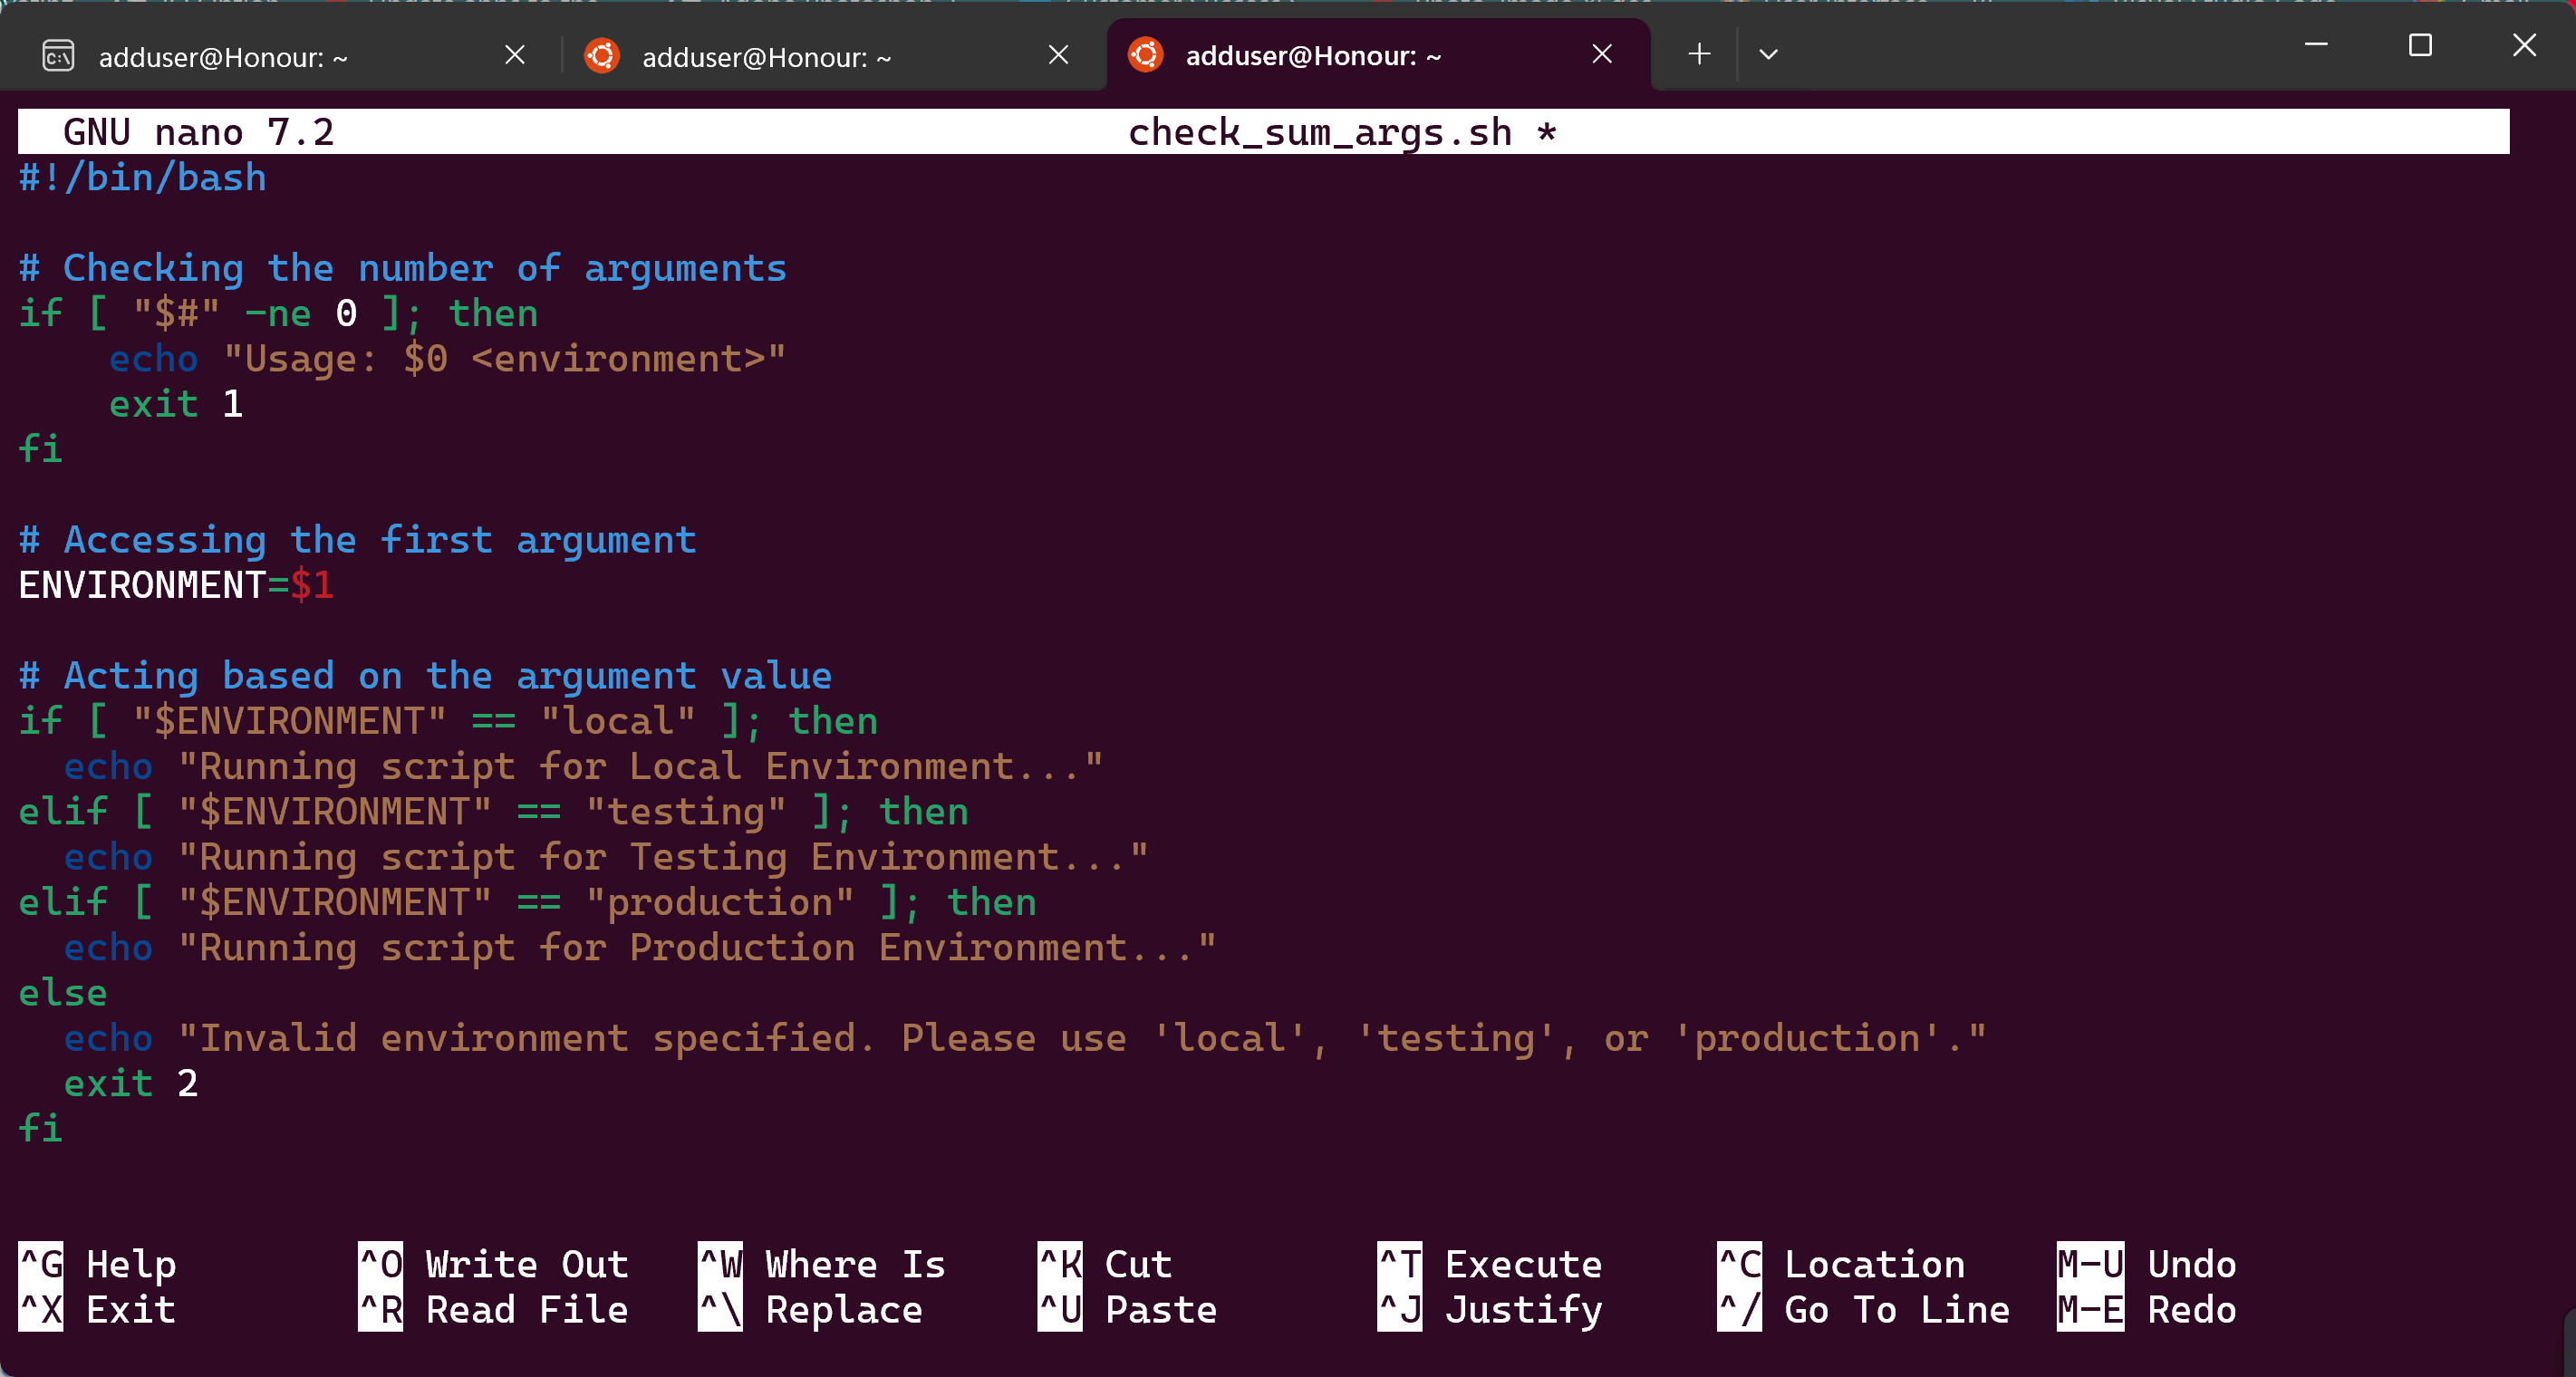 adduser@Honour: ~
adduser@Honour: ~
adduser@Honour: ~
GNU nano 7.2 check_sum_args.sh *
#!/bin/bash
# Checking the number of arguments
if [ "$#" -ne 0 ]; then
    echo "Usage: $0 <environment>"
    exit 1
fi
# Accessing the first argument
ENVIRONMENT=$1
# Acting based on the argument value
if [ "$ENVIRONMENT" == "local" ]; then
  echo "Running script for Local Environment..."
elif [ "$ENVIRONMENT" == "testing" ]; then
  echo "Running script for Testing Environment..."
elif [ "$ENVIRONMENT" == "production" ]; then
  echo "Running script for Production Environment..."
else
  echo "Invalid environment specified. Please use 'local', 'testing', or 'production'."
  exit 2
fi
^G Help ^O Write Out ^W Where Is ^K Cut ^T Execute ^C Location M-U Undo
^X Exit ^R Read File ^\ Replace ^U Paste ^J Justify ^/ Go To Line M-E Redo